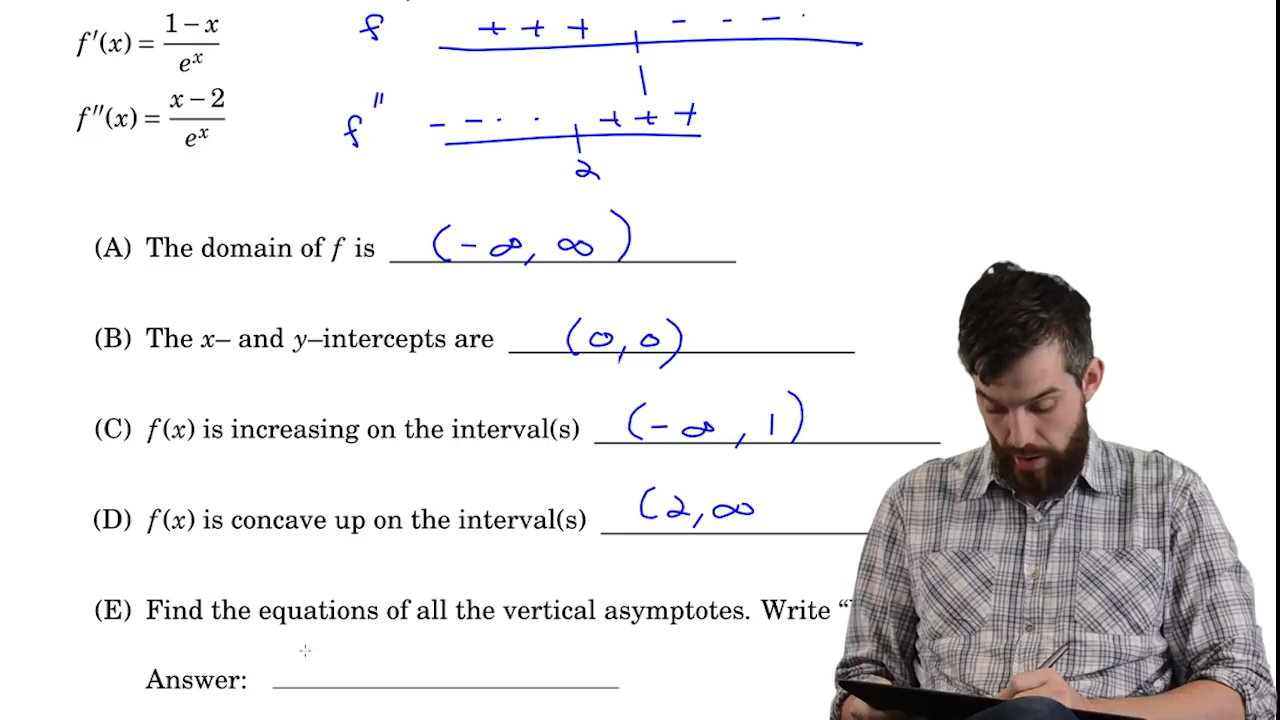 f'(x) = (1 − x)/e^x
f + + + - - -
1
f''(x) = (x − 2)/e^x
f'' - - - - + + +
2
(A) The domain of f is (-∞, ∞)
(B) The x– and y–intercepts are (0, 0)
(C) f(x) is increasing on the interval(s) (-∞, 1)
(D) f(x) is concave up on the interval(s) (2, ∞
(E) Find the equations of all the vertical asymptotes. Write “
Answer: